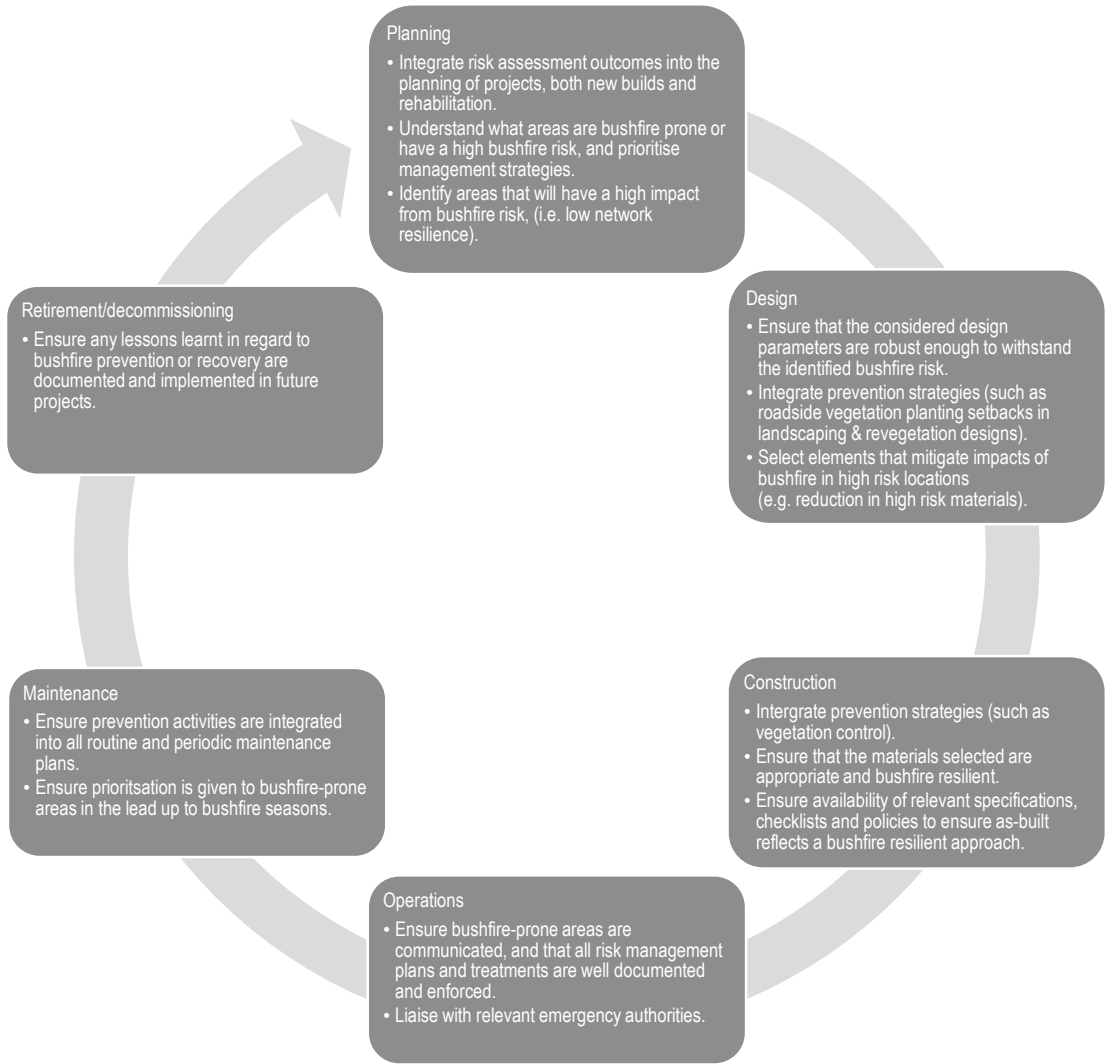 Planning
• Integrate risk assessment outcomes into the
planning of projects, both new builds and
rehabilitation.
• Understand what areas are bushfire prone or
have a high bushfire risk, and prioritise
management strategies.
• Identify areas that will have a high impact
from bushfire risk, (i.e. low network
resilience).
Design
• Ensure that the considered design
parameters are robust enough to withstand
the identified bushfire risk.
• Integrate prevention strategies (such as
roadside vegetation planting setbacks in
landscaping & revegetation designs).
• Select elements that mitigate impacts of
bushfire in high risk locations
(e.g. reduction in high risk materials).
Construction
• Intergrate prevention strategies (such as
vegetation control).
• Ensure that the materials selected are
appropriate and bushfire resilient.
• Ensure availability of relevant specifications,
checklists and policies to ensure as-built
reflects a bushfire resilient approach.
Operations
• Ensure bushfire-prone areas are
communicated, and that all risk management
plans and treatments are well documented
and enforced.
• Liaise with relevant emergency authorities.
Maintenance
• Ensure prevention activities are integrated
into all routine and periodic maintenance
plans.
• Ensure prioritsation is given to bushfire-prone
areas in the lead up to bushfire seasons.
Retirement/decommissioning
• Ensure any lessons learnt in regard to
bushfire prevention or recovery are
documented and implemented in future
projects.